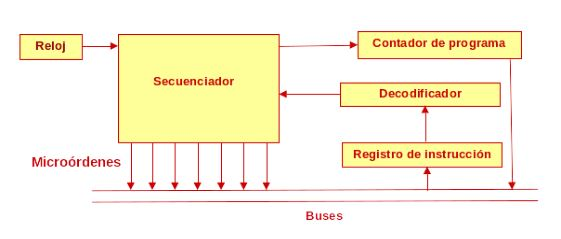 Reloj
Contador de programa
Secuenciador
Decodificador
Registro de instrucción
Microórdenes
Buses